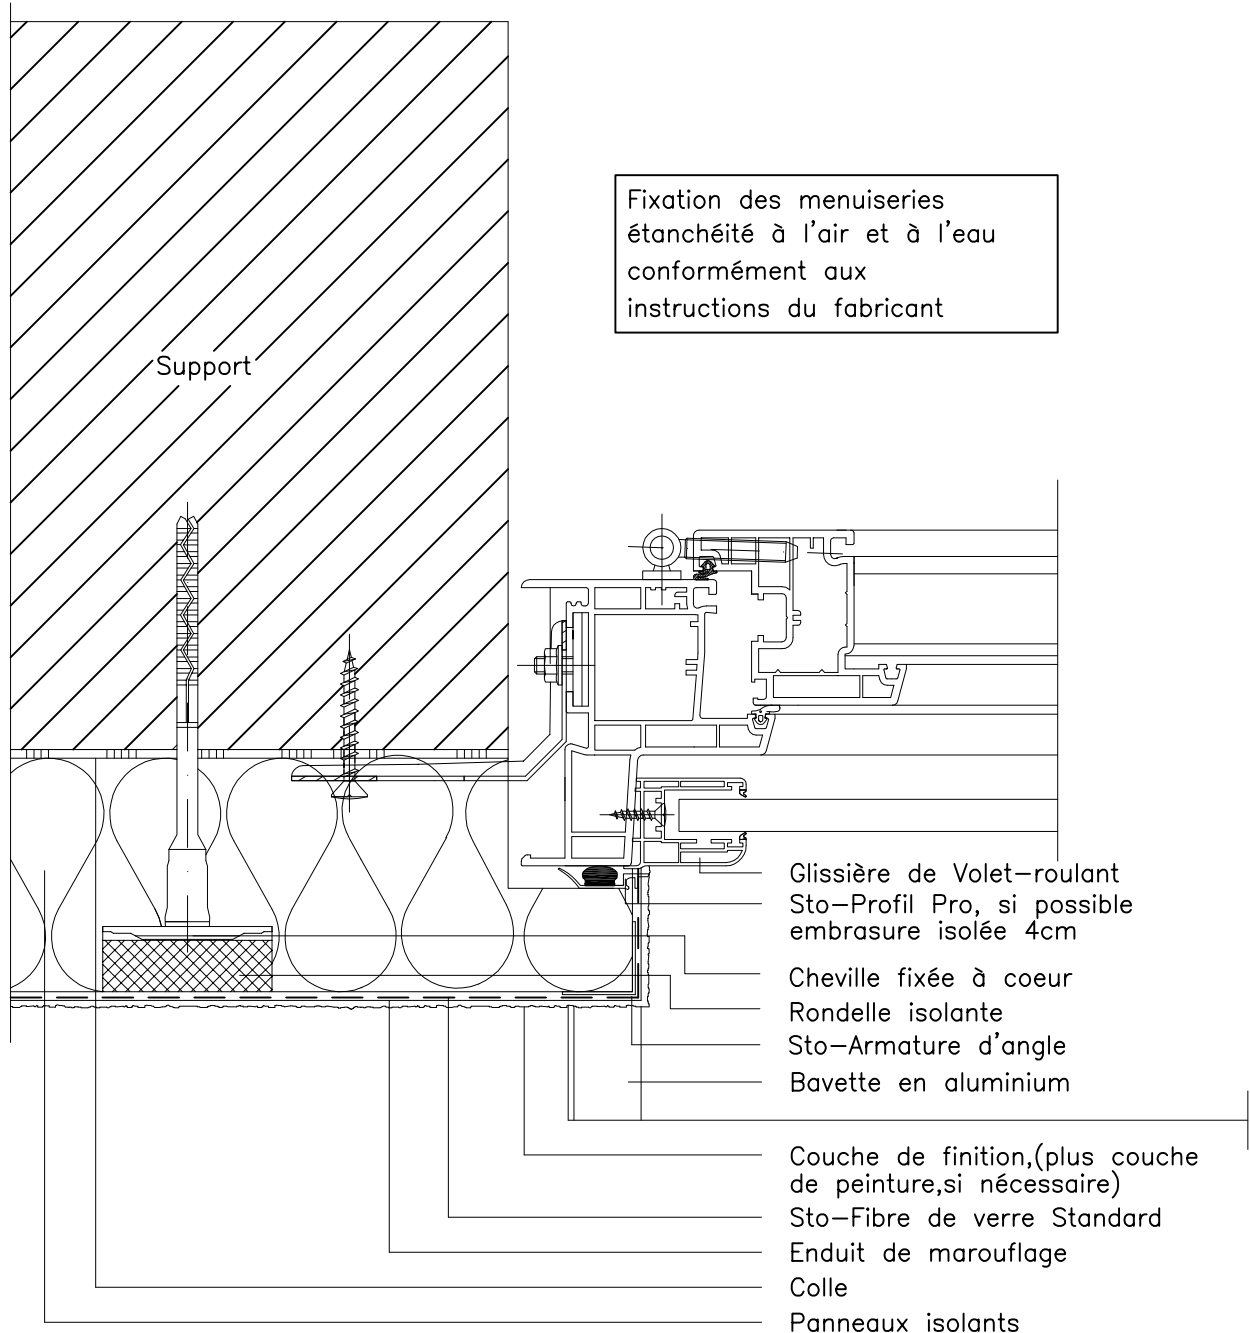 Fixation des menuiseries
étanchéité à l'air et à l'eau
conformément aux
instructions du fabricant
Support
Glissière de Volet-roulant
Sto-Profil Pro, si possible
embrasure isolée 4cm
Cheville fixée à coeur
Rondelle isolante
Sto-Armature d'angle
Bavette en aluminium
Couche de finition,(plus couche
de peinture,si nécessaire)
Sto-Fibre de verre Standard
Enduit de marouflage
Colle
Panneaux isolants